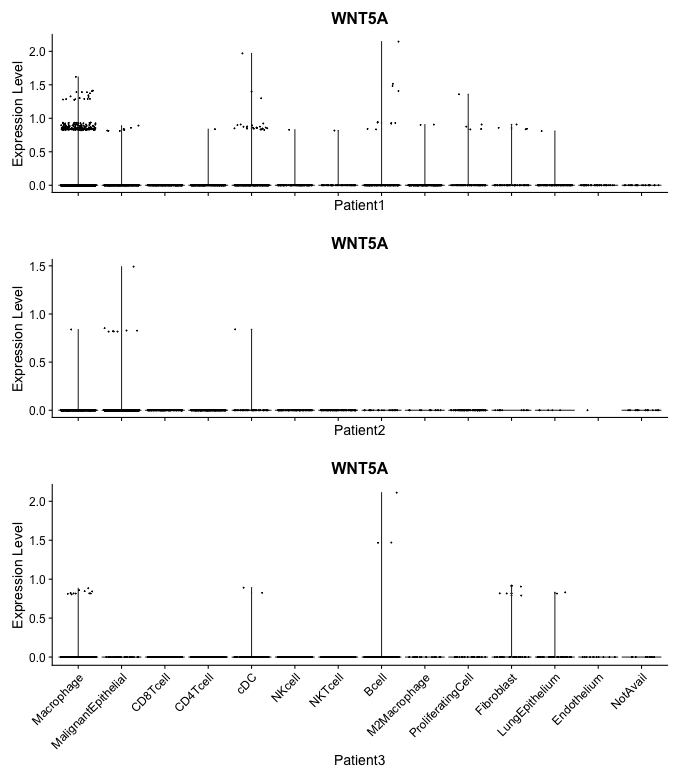 WNT5A
Expression Level
2.0
1.5
1.0
0.5
0.0
Patient1
WNT5A
Expression Level
1.5
1.0
0.5
0.0
Patient2
WNT5A
Expression Level
2.0
1.5
1.0
0.5
0.0
Macrophage
MalignantEpithelial
CD8Tcell
CD4Tcell
cDC
NKcell
NKTcell
Bcell
M2Macrophage
ProliferatingCell
Fibroblast
LungEpithelium
Endothelium
NotAvail
Patient3